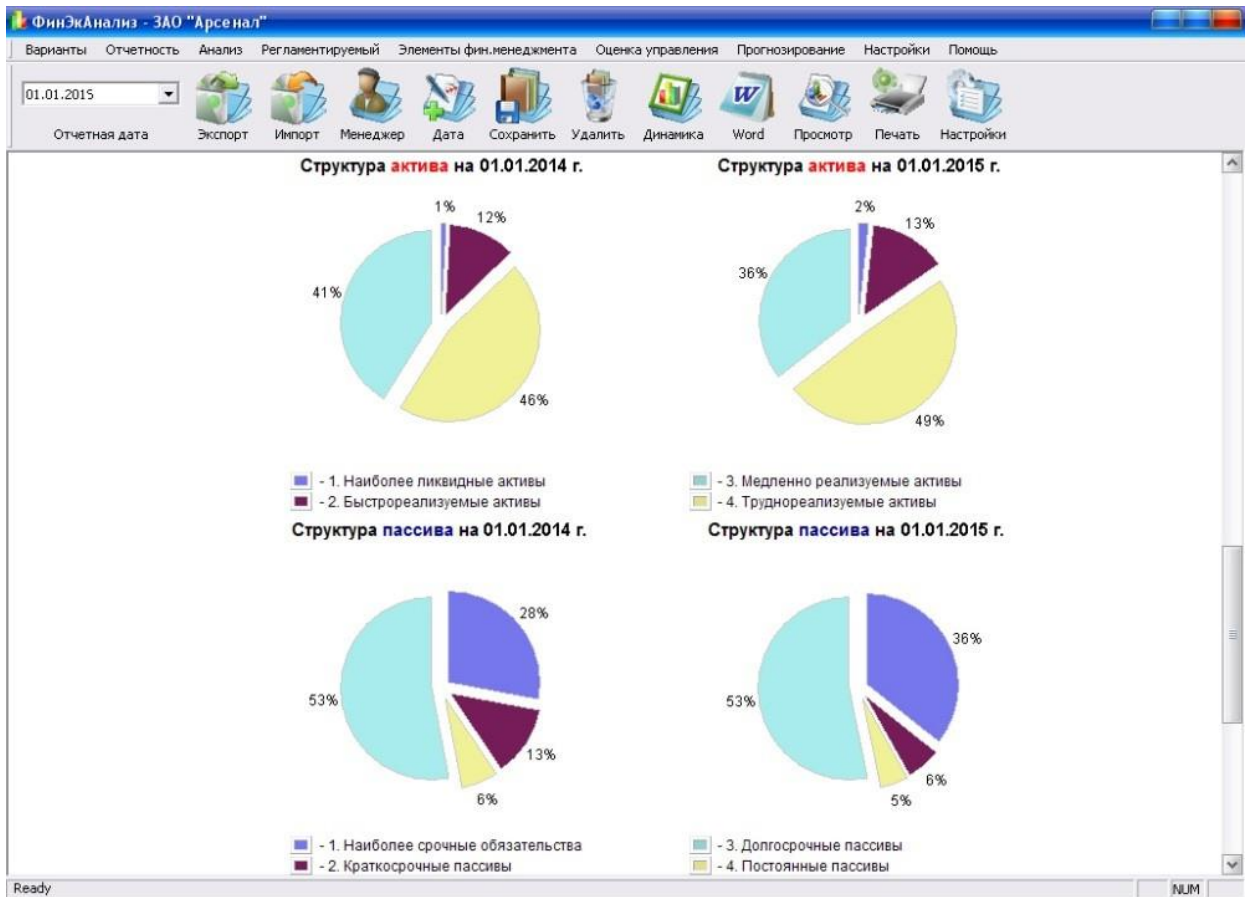 ФинЭкАнализ - ЗАО "Арсенал"
Варианты Отчетность Анализ Регламентируемый Элементы фин.менеджмента Оценка управления Прогнозирование Настройки Помощь
01.01.2015
Отчетная дата Экспорт Импорт Менеджер Дата Сохранить Удалить Динамика Word Просмотр Печать Настройки
Структура актива на 01.01.2014 г. Структура актива на 01.01.2015 г.
1% 12% 2% 13%
41% 36%
46% 49%
- 1. Наиболее ликвидные активы - 3. Медленно реализуемые активы
- 2. Быстрореализуемые активы - 4. Труднореализуемые активы
Структура пассива на 01.01.2014 г. Структура пассива на 01.01.2015 г.
28% 36%
53% 53%
13% 6%
6% 5%
- 1. Наиболее срочные обязательства - 3. Долгосрочные пассивы
- 2. Краткосрочные пассивы - 4. Постоянные пассивы
Ready NUM